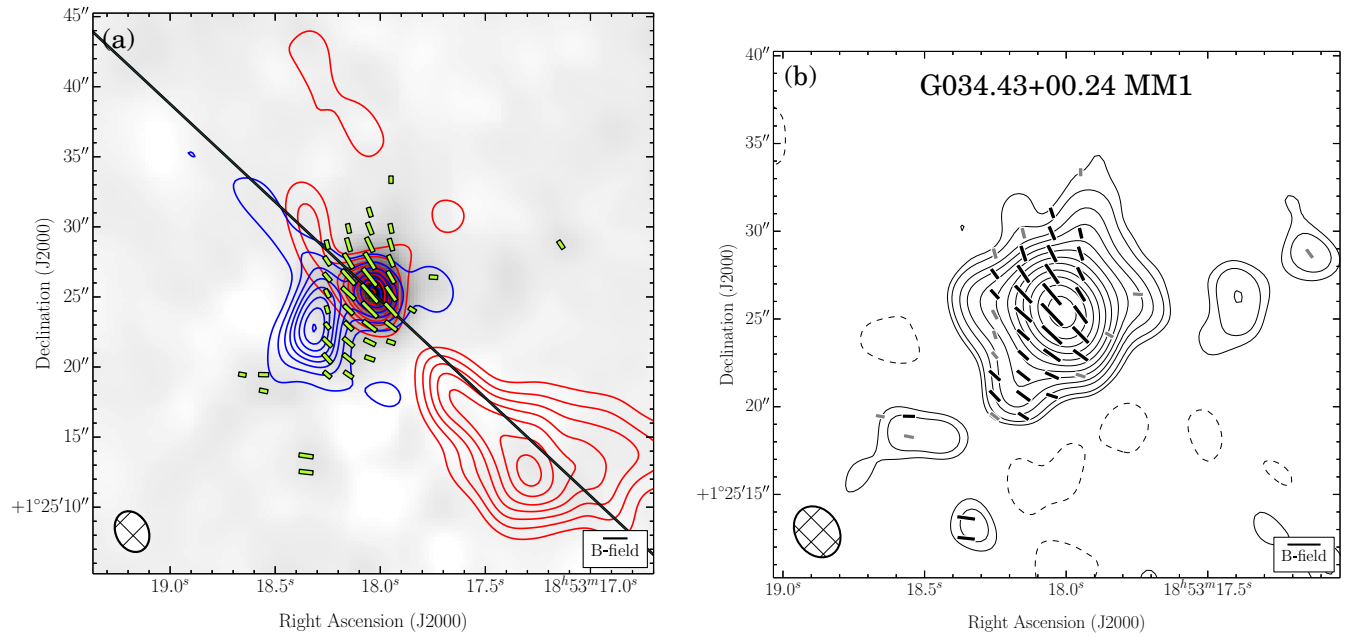 (a)
45″
40″
35″
30″
25″
20″
15″
+1°25′10″
Declination (J2000)
19.0ˢ
18.5ˢ
18.0ˢ
17.5ˢ
18ʰ53ᵐ17.0ˢ
Right Ascension (J2000)
B-field
(b)
G034.43+00.24 MM1
40″
35″
30″
25″
20″
+1°25′15″
Declination (J2000)
19.0ˢ
18.5ˢ
18.0ˢ
18ʰ53ᵐ17.5ˢ
Right Ascension (J2000)
B-field